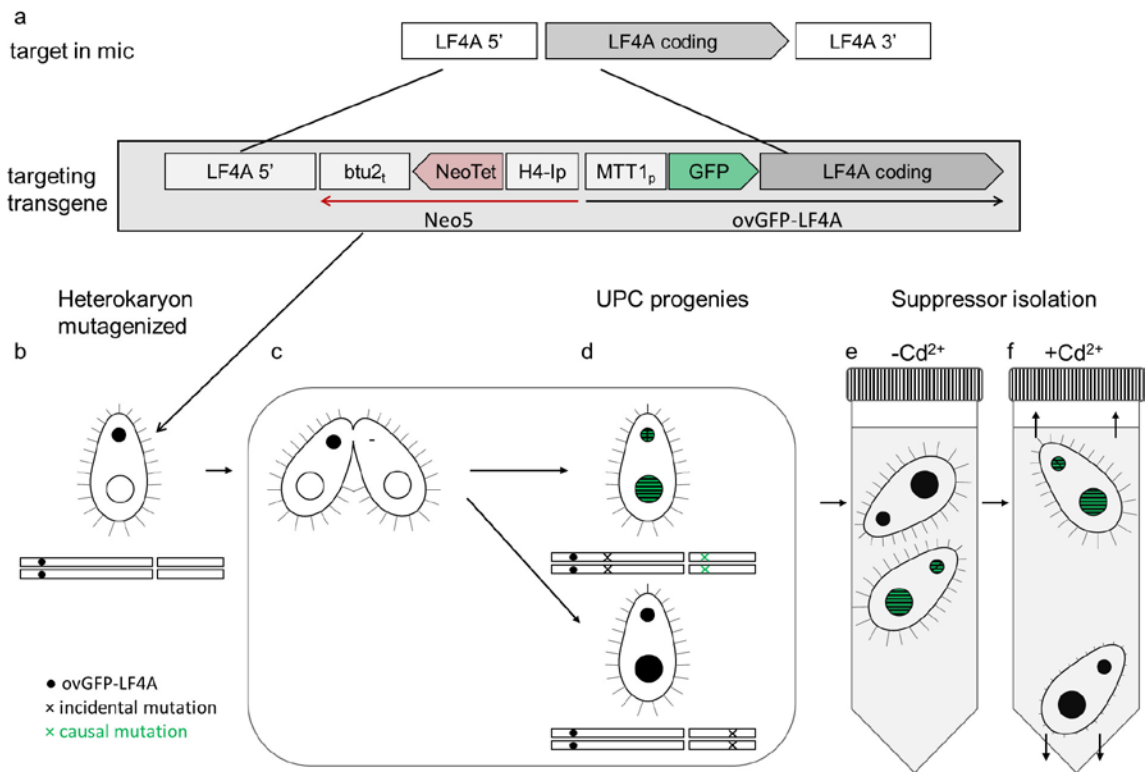 a
target in mic
LF4A 5’
LF4A coding
LF4A 3’
targeting
transgene
LF4A 5’
btu2t
NeoTet
H4-Ip
MTT1p
GFP
LF4A coding
Neo5
ovGFP-LF4A
Heterokaryon
mutagenized
UPC progenies
Suppressor isolation
b
c
d
e
-Cd2+
f
+Cd2+
-
ovGFP-LF4A
× incidental mutation
× causal mutation